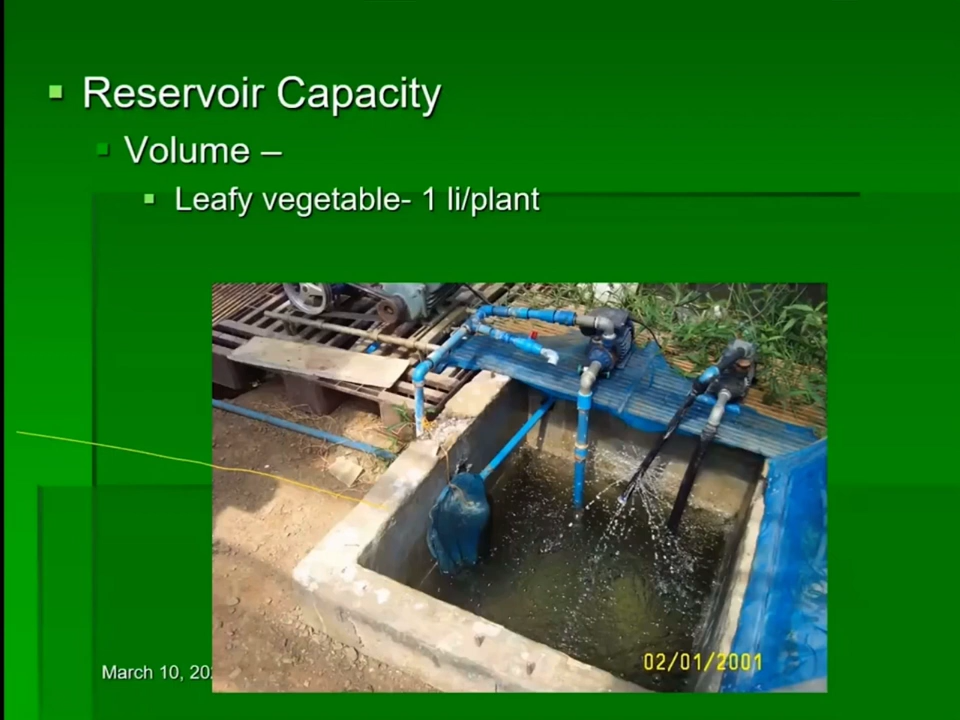 Reservoir Capacity
Volume –
Leafy vegetable- 1 li/plant
02/01/2001
March 10,